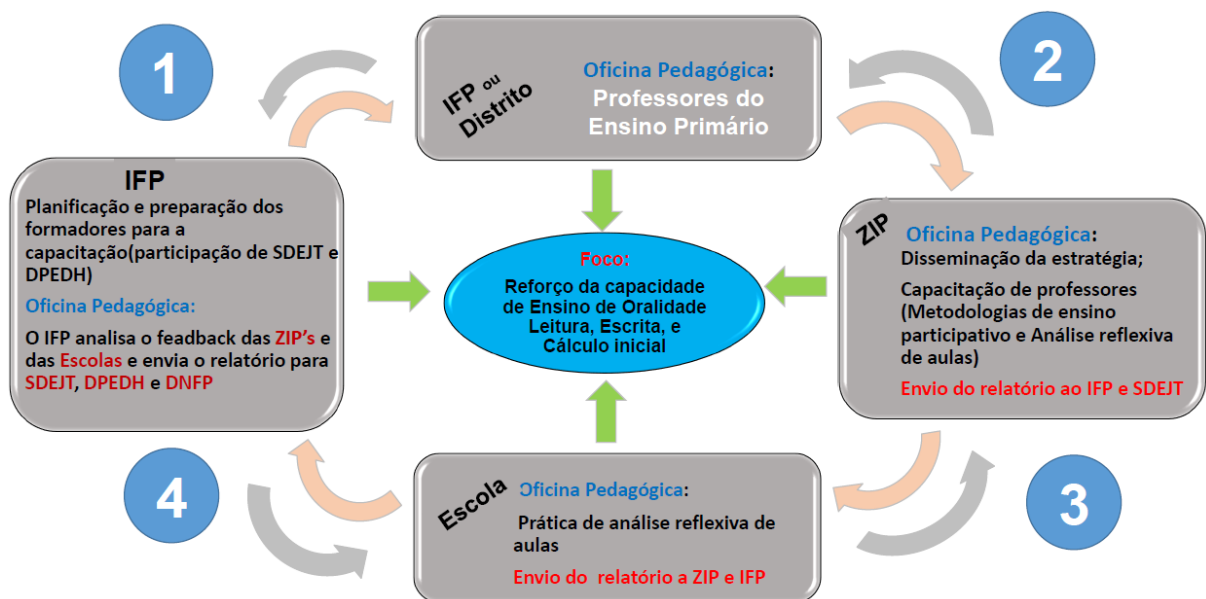 1
IFP ou
Distrito
Oficina Pedagógica:
Professores do
Ensino Primário
2
IFP
Planificação e preparação dos
formadores para a
capacitação(participação de SDEJT e
DPEDH)
Oficina Pedagógica:
O IFP analisa o feadback das ZIP's e
das Escolas e envia o relatório para
SDEJT, DPEDH e DNFP
Foco:
Reforço da capacidade
de Ensino de Oralidade
Leitura, Escrita, e
Cálculo inicial
ZIP
Oficina Pedagógica:
Disseminação da estratégia;
Capacitação de professores
(Metodologias de ensino
participativo e Análise reflexiva
de aulas)
Envio do relatório ao IFP e SDEJT
4
Escola
Oficina Pedagógica:
Prática de análise reflexiva de
aulas
Envio do relatório a ZIP e IFP
3